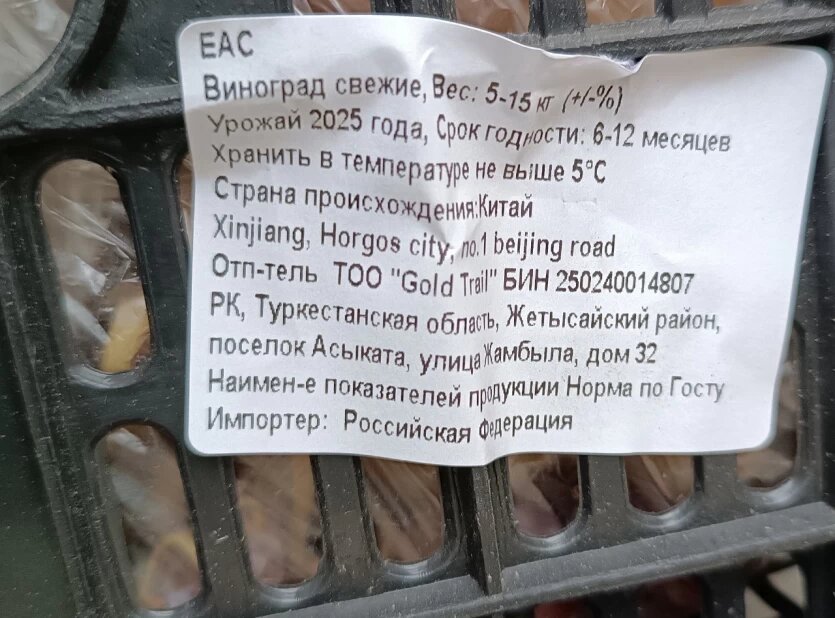 EAC
Виноград свежие, Вес: 5-15 кг (+/-%)
Урожай 2025 года, Срок годности: 6-12 месяцев
Хранить в температуре не выше 5°С
Страна происхождения:Китай
Xinjiang, Horgos city, no.1 beijing road
Отп-тель ТОО "Gold Trail" БИН 250240014807
РК, Туркестанская область, Жетысайский район,
поселок Асыката, улица Жамбыла, дом 32
Наимен-е показателей продукции Норма по Госту
Импортер: Российская Федерация